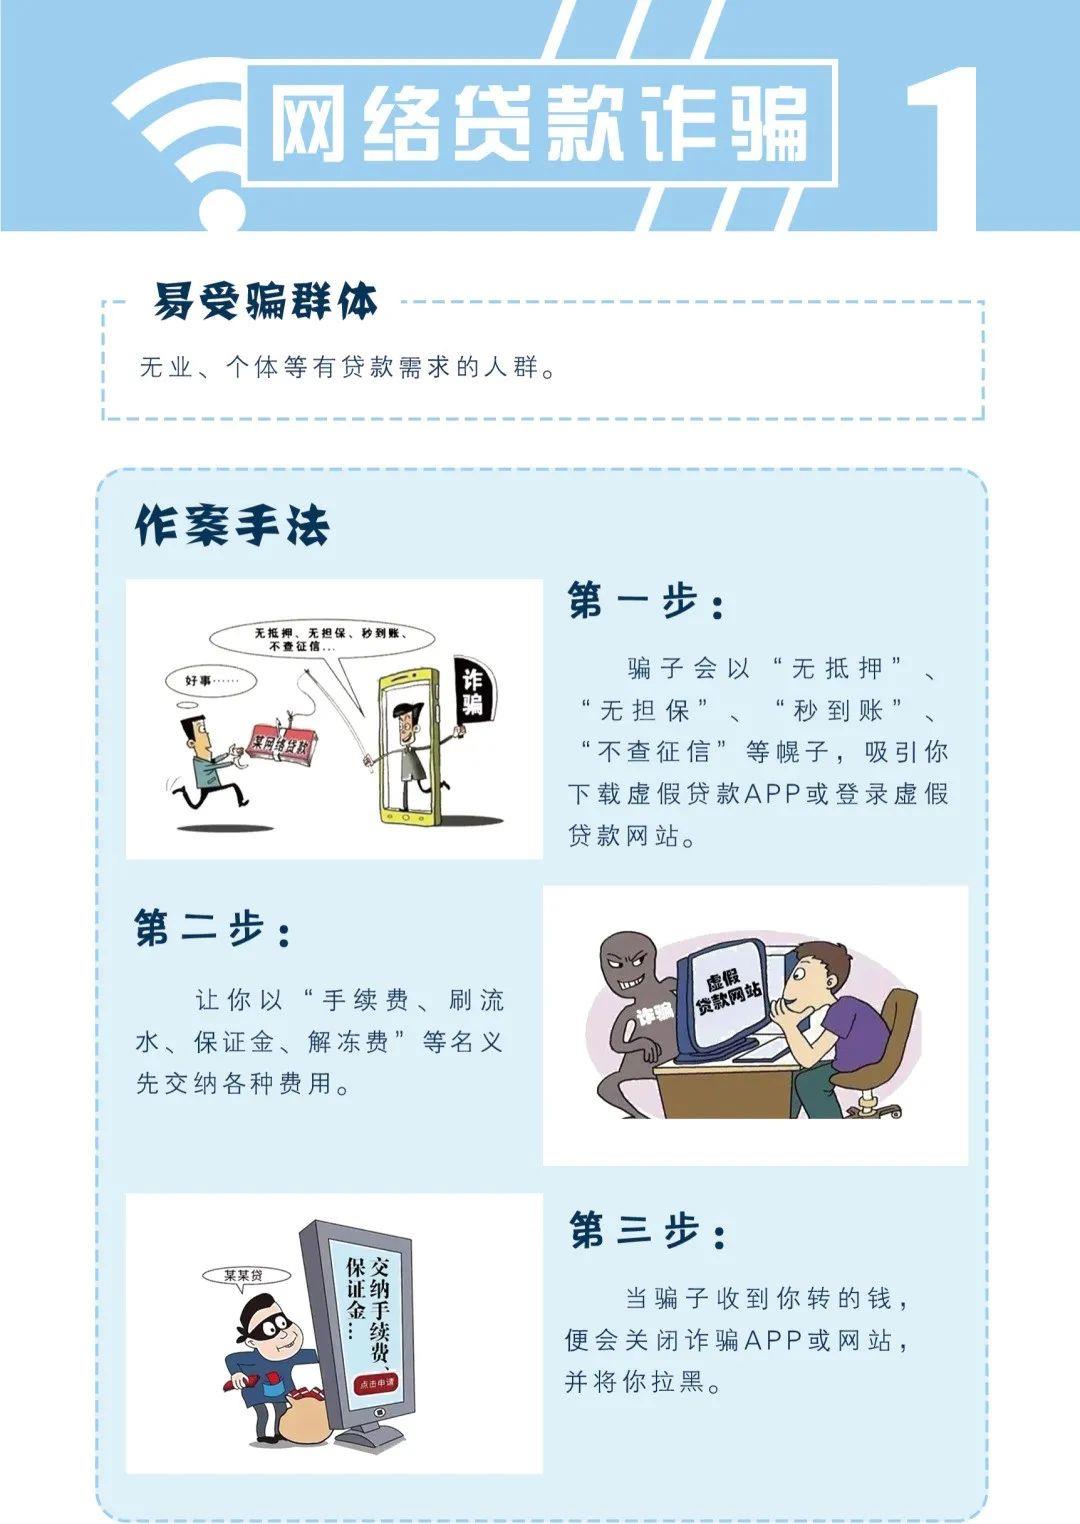 网络贷款诈骗
1
易受骗群体
无业、个体等有贷款需求的人群。
作案手法
无抵押、无担保、秒到账、
不查征信...
好事……
某网络贷款
诈骗
第一步：
骗子会以“无抵押”、
“无担保”、“秒到账”、
“不查征信”等幌子，吸引你
下载虚假贷款APP或登录虚假
贷款网站。
第二步：
让你以“手续费、刷流
水、保证金、解冻费”等名义
先交纳各种费用。
诈骗
虚假
贷款网站
某某贷
交纳手续费、
保证金…
点击申请
第三步：
当骗子收到你转的钱，
便会关闭诈骗APP或网站，
并将你拉黑。